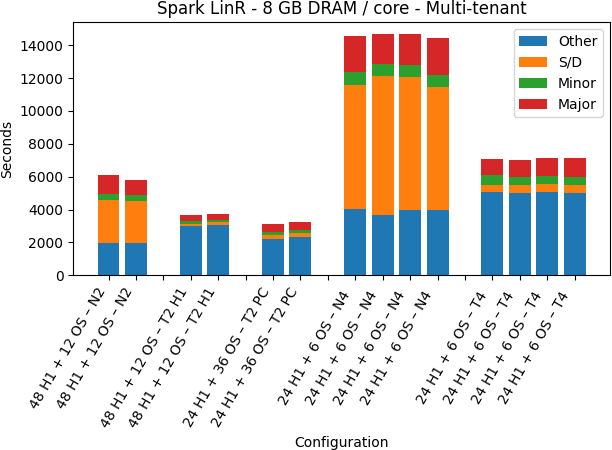 Spark LinR - 8 GB DRAM / core - Multi-tenant
Seconds
14000
12000
10000
8000
6000
4000
2000
0
Other
S/D
Minor
Major
48 H1 + 12 OS – N2
48 H1 + 12 OS – N2
48 H1 + 12 OS – T2 H1
48 H1 + 12 OS – T2 H1
24 H1 + 36 OS – T2 PC
24 H1 + 36 OS – T2 PC
24 H1 + 6 OS – N4
24 H1 + 6 OS – N4
24 H1 + 6 OS – N4
24 H1 + 6 OS – N4
24 H1 + 6 OS – T4
24 H1 + 6 OS – T4
24 H1 + 6 OS – T4
24 H1 + 6 OS – T4
Configuration